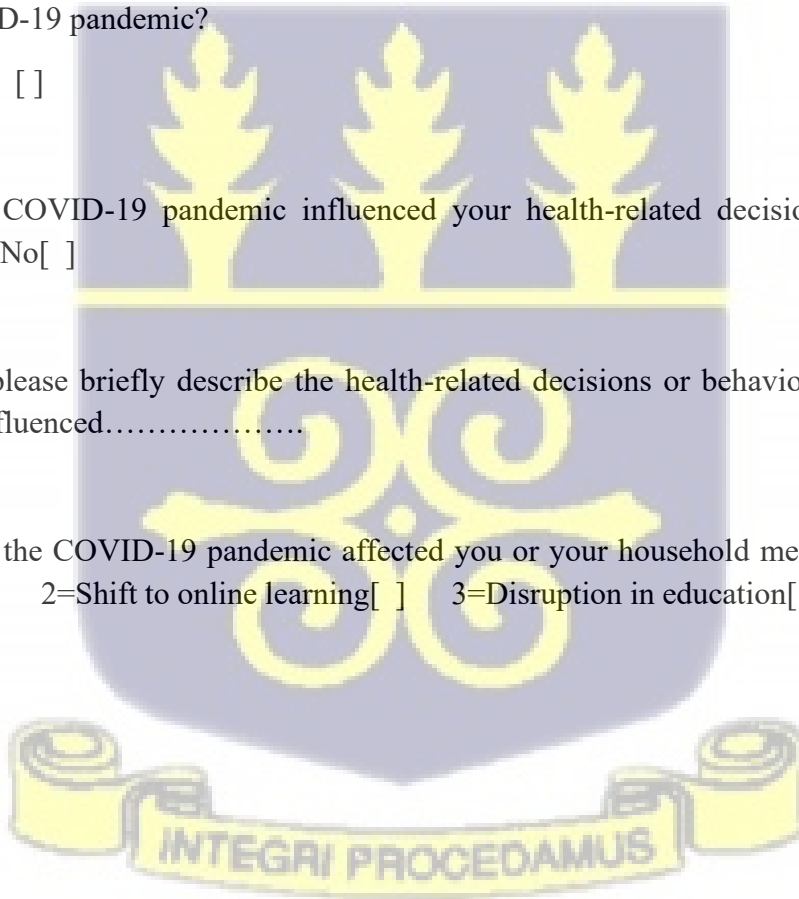 D-19 pandemic?
[ ]
COVID-19 pandemic influenced your health-related decisio
No[ ]
please briefly describe the health-related decisions or behavio
fluenced...................
the COVID-19 pandemic affected you or your household me
2=Shift to online learning[ ] 3=Disruption in education[
INTEGRI PROCEDAMUS